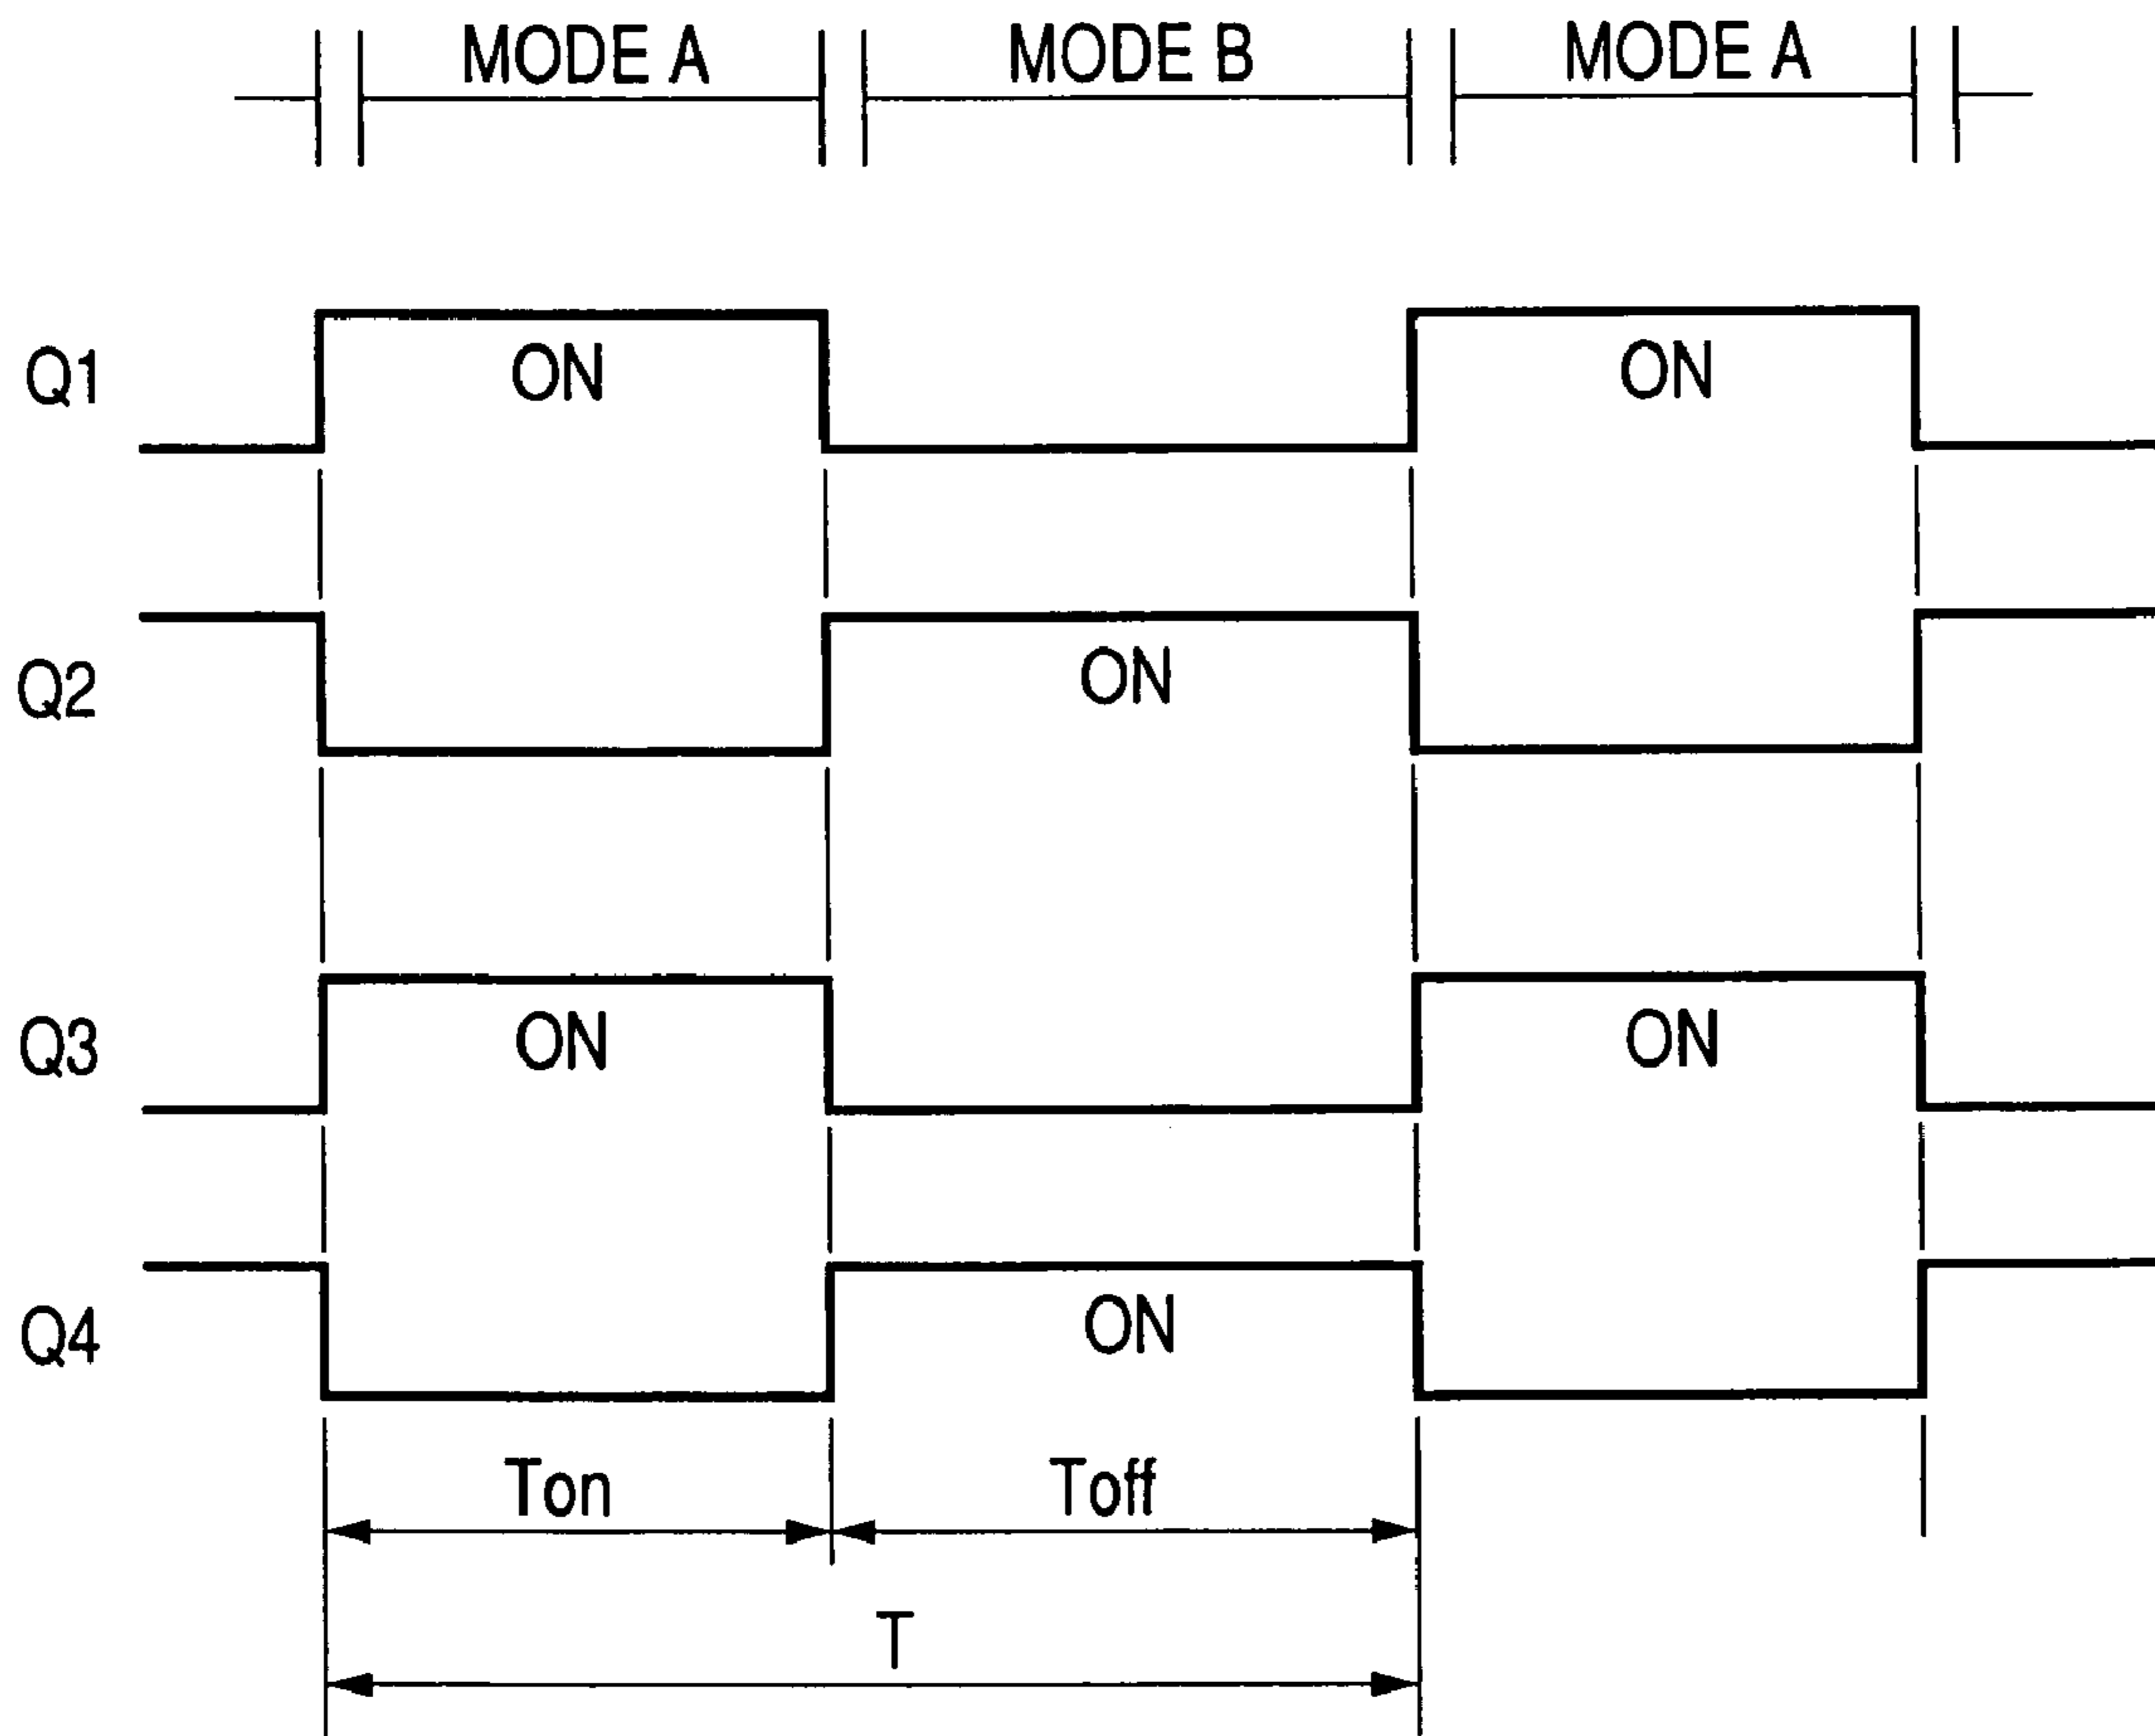 MODE A MODE B MODE A
Q1 ON ON
Q2 ON
Q3 ON ON
Q4 ON
Ton Toff
T